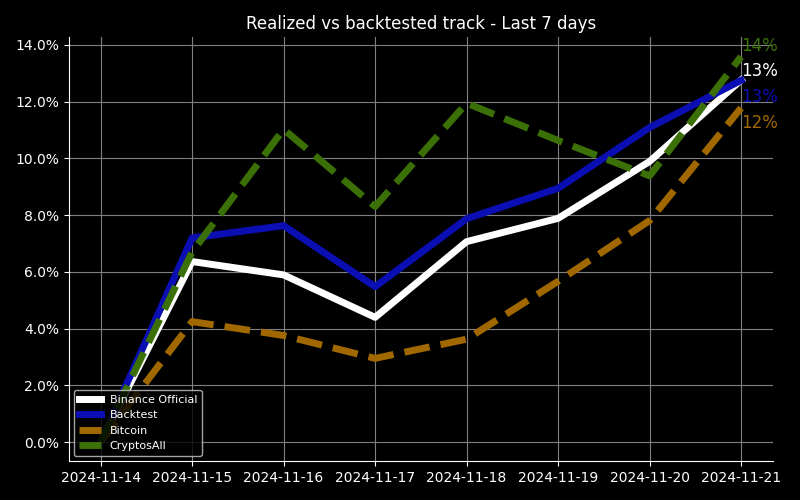 Realized vs backtested track - Last 7 days
14.0%
12.0%
10.0%
8.0%
6.0%
4.0%
2.0%
0.0%
14%
13%
13%
12%
Binance Official
Backtest
Bitcoin
CryptosAll
2024-11-14 2024-11-15 2024-11-16 2024-11-17 2024-11-18 2024-11-19 2024-11-20 2024-11-21